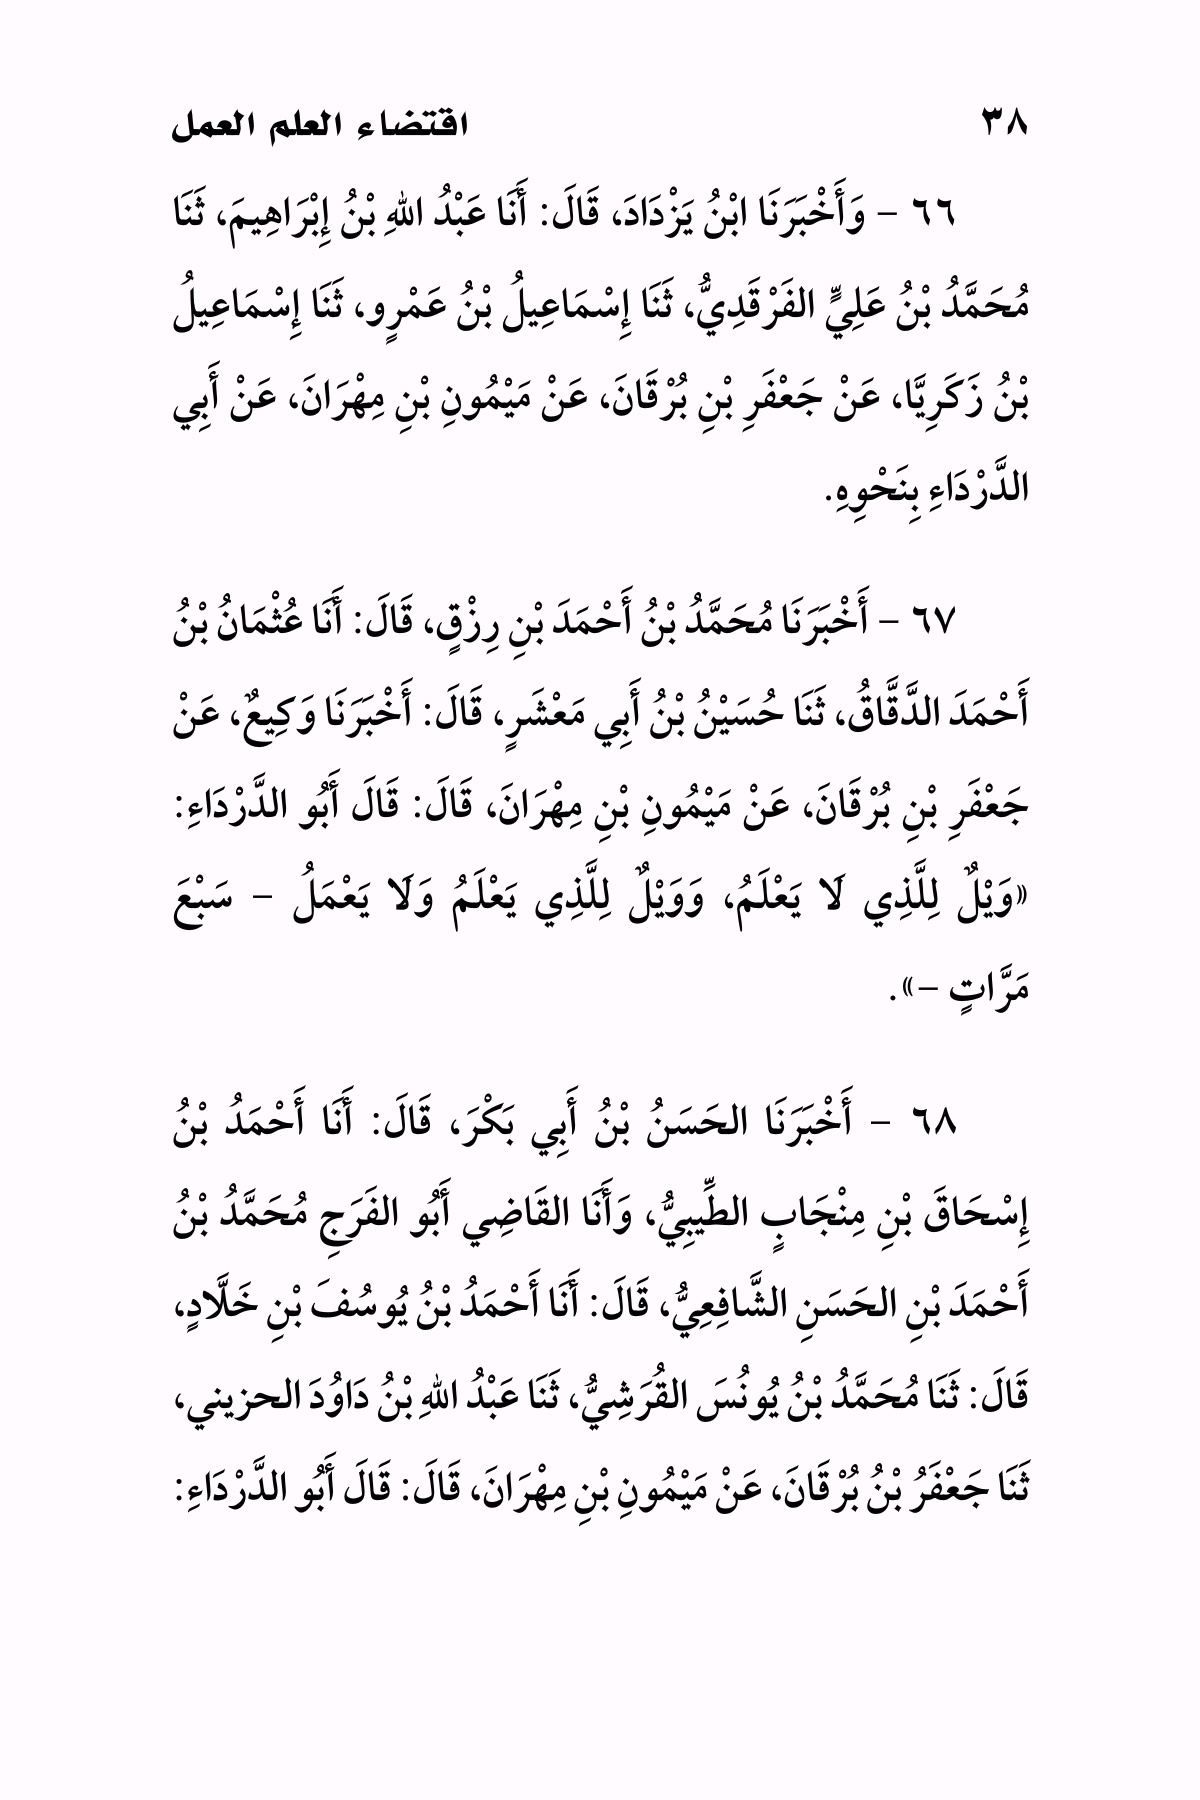 ٣٨ اقتضاء العلم العمل
٦٦ – وَأَخْبَرَنَا ابْنُ يَزْدَادَ، قَالَ: أَنَا عَبْدُ اللهِ بْنُ إِبْرَاهِيمَ، ثَنَا
مُحَمَّدُ بْنُ عَلِيٍّ الفَرْقَدِيُّ، ثَنَا إِسْمَاعِيلُ بْنُ عَمْرٍو، ثَنَا إِسْمَاعِيلُ
بْنُ زَكَرِيَّا، عَنْ جَعْفَرِ بْنِ بُرْقَانَ، عَنْ مَيْمُونِ بْنِ مِهْرَانَ، عَنْ أَبِي
الدَّرْدَاءِ بِنَحْوِهِ.
٦٧ – أَخْبَرَنَا مُحَمَّدُ بْنُ أَحْمَدَ بْنِ رِزْقٍ، قَالَ: أَنَا عُثْمَانُ بْنُ
أَحْمَدَ الدَّقَّاقُ، ثَنَا حُسَيْنُ بْنُ أَبِي مَعْشَرٍ، قَالَ: أَخْبَرَنَا وَكِيعٌ، عَنْ
جَعْفَرِ بْنِ بُرْقَانَ، عَنْ مَيْمُونِ بْنِ مِهْرَانَ، قَالَ: قَالَ أَبُو الدَّرْدَاءِ:
«وَيْلٌ لِلَّذِي لَا يَعْلَمُ، وَوَيْلٌ لِلَّذِي يَعْلَمُ وَلَا يَعْمَلُ – سَبْعَ
مَرَّاتٍ –».
٦٨ – أَخْبَرَنَا الحَسَنُ بْنُ أَبِي بَكْرَ، قَالَ: أَنَا أَحْمَدُ بْنُ
إِسْحَاقَ بْنِ مِنْجَابٍ الطِّيبِيُّ، وَأَنَا القَاضِي أَبُو الفَرَجِ مُحَمَّدُ بْنُ
أَحْمَدَ بْنِ الحَسَنِ الشَّافِعِيُّ، قَالَ: أَنَا أَحْمَدُ بْنُ يُوسُفَ بْنِ خَلَّادٍ،
قَالَ: ثَنَا مُحَمَّدُ بْنُ يُونُسَ القُرَشِيُّ، ثَنَا عَبْدُ اللهِ بْنُ دَاوُدَ الحزيني،
ثَنَا جَعْفَرُ بْنُ بُرْقَانَ، عَنْ مَيْمُونِ بْنِ مِهْرَانَ، قَالَ: قَالَ أَبُو الدَّرْدَاءِ: